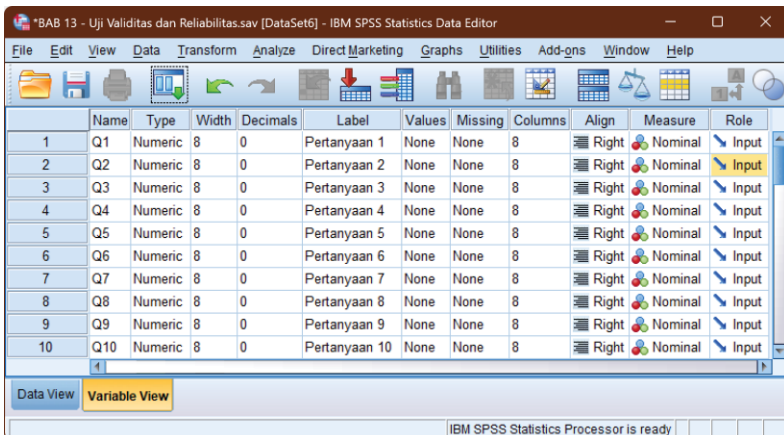 *BAB 13 - Uji Validitas dan Reliabilitas.sav [DataSet6] - IBM SPSS Statistics Data Editor
File Edit View Data Transform Analyze Direct Marketing Graphs Utilities Add-ons Window Help
Name Type Width Decimals Label Values Missing Columns Align Measure Role
1 Q1 Numeric 8 0 Pertanyaan 1 None None 8 Right Nominal Input
2 Q2 Numeric 8 0 Pertanyaan 2 None None 8 Right Nominal Input
3 Q3 Numeric 8 0 Pertanyaan 3 None None 8 Right Nominal Input
4 Q4 Numeric 8 0 Pertanyaan 4 None None 8 Right Nominal Input
5 Q5 Numeric 8 0 Pertanyaan 5 None None 8 Right Nominal Input
6 Q6 Numeric 8 0 Pertanyaan 6 None None 8 Right Nominal Input
7 Q7 Numeric 8 0 Pertanyaan 7 None None 8 Right Nominal Input
8 Q8 Numeric 8 0 Pertanyaan 8 None None 8 Right Nominal Input
9 Q9 Numeric 8 0 Pertanyaan 9 None None 8 Right Nominal Input
10 Q10 Numeric 8 0 Pertanyaan 10 None None 8 Right Nominal Input
Data View Variable View
IBM SPSS Statistics Processor is ready